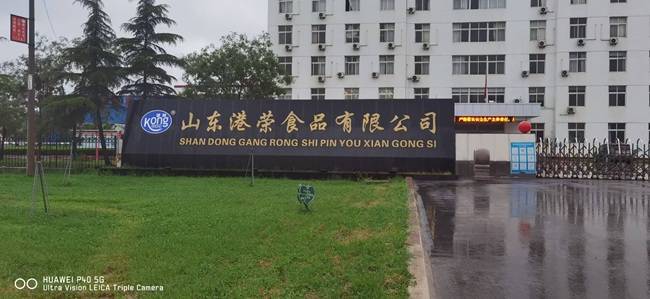 Kong
山东港荣食品有限公司
SHAN DONG GANG RONG SHI PIN YOU XIAN GONG SI
HUAWEI P40 5G
Ultra Vision LEICA Triple Camera